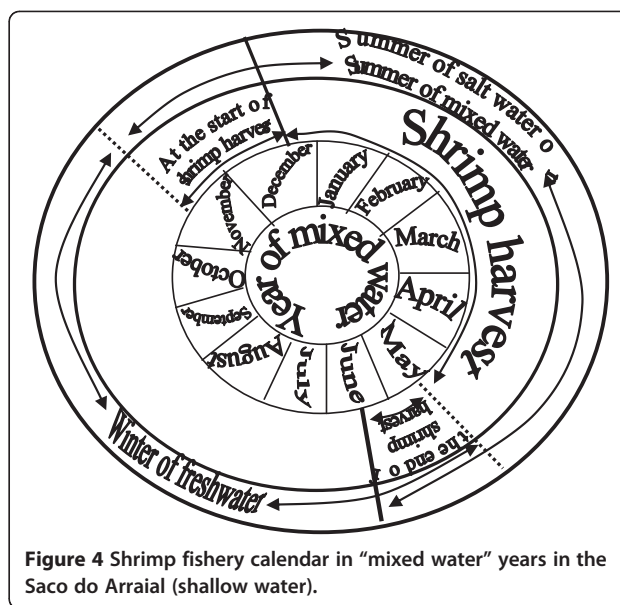 Summer of salt water o r
Summer of mixed water
At the start of
shrimp harver
Shrimp harvest
December
January
February
March
April
May
June
July
August
September
October
November
Year of mixed water
the end o f
shrimp
harvest
Winter of freshwater
Figure 4 Shrimp fishery calendar in “mixed water” years in the
Saco do Arraial (shallow water).